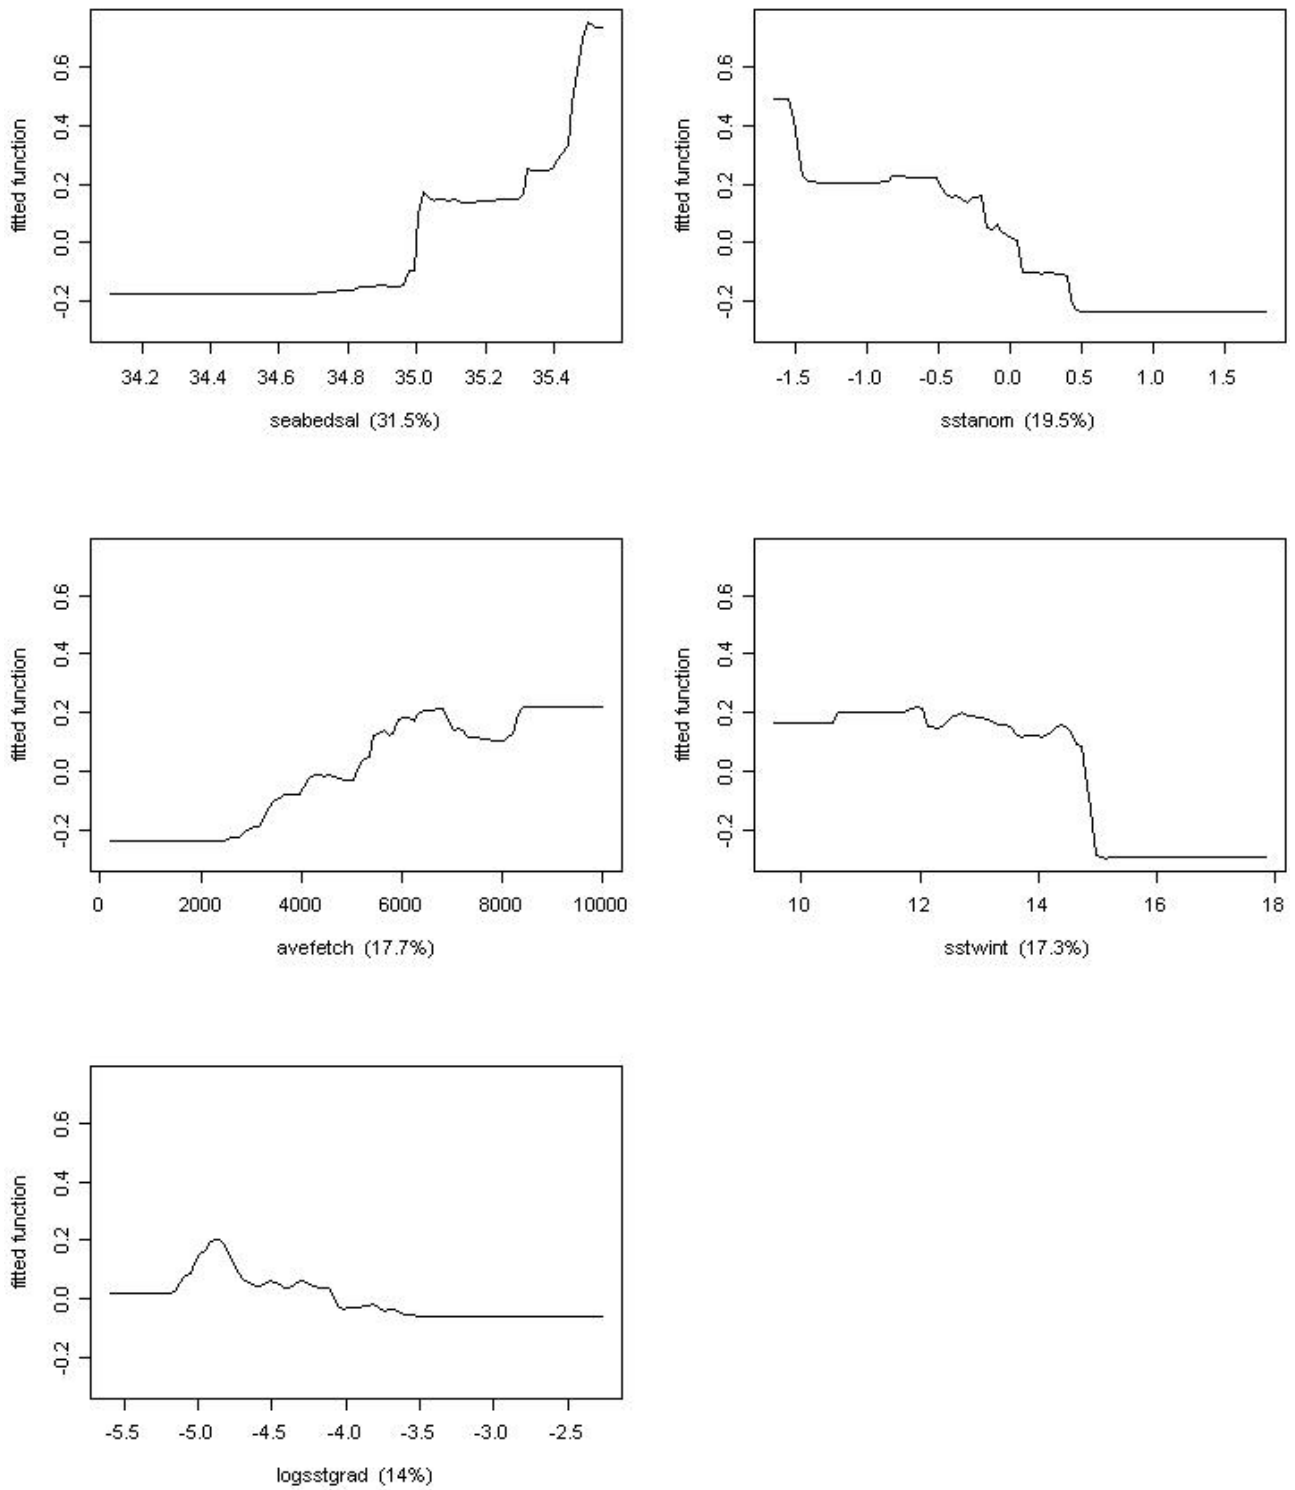 fitted function
0.6
0.4
0.2
0.0
-0.2
34.2 34.4 34.6 34.8 35.0 35.2 35.4
seabedsal (31.5%)
fitted function
0.6
0.4
0.2
0.0
-0.2
-1.5 -1.0 -0.5 0.0 0.5 1.0 1.5
sstanom (19.5%)
fitted function
0.6
0.4
0.2
0.0
-0.2
0 2000 4000 6000 8000 10000
avefetch (17.7%)
fitted function
0.6
0.4
0.2
0.0
-0.2
10 12 14 16 18
sstwint (17.3%)
fitted function
0.6
0.4
0.2
0.0
-0.2
-5.5 -5.0 -4.5 -4.0 -3.5 -3.0 -2.5
logsstgrad (14%)